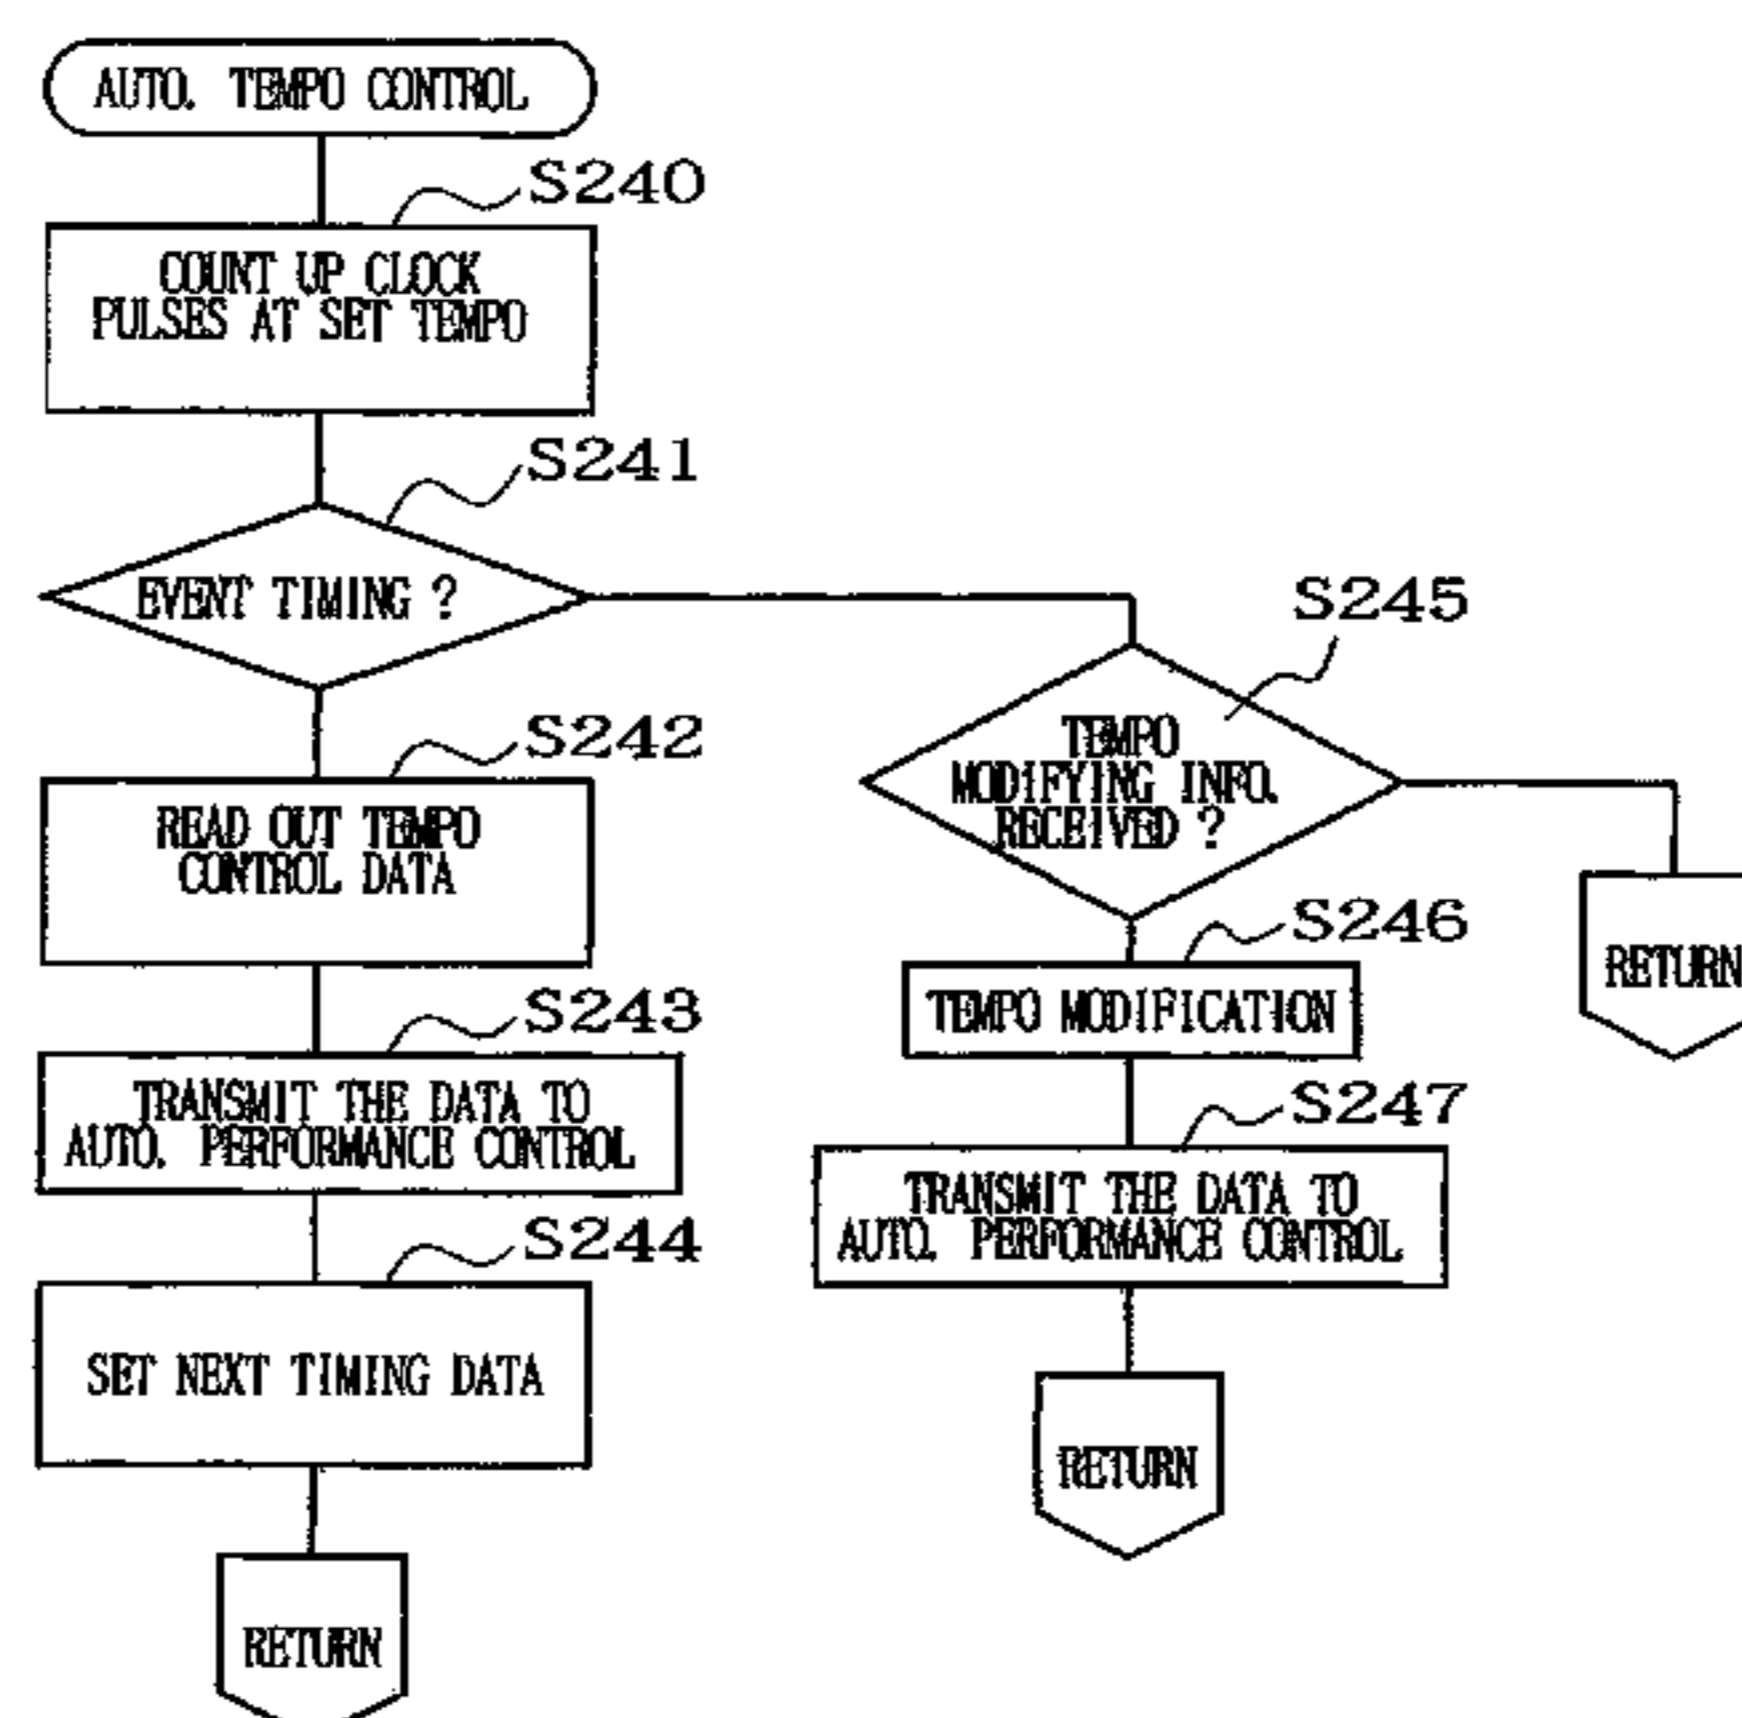 AUTO. TEMPO CONTROL
S240
COUNT UP CLOCK
PULSES AT SET TEMPO
S241
EVENT TIMING ?
S242
READ OUT TEMPO
CONTROL DATA
S243
TRANSMIT THE DATA TO
AUTO. PERFORMANCE CONTROL
S244
SET NEXT TIMING DATA
RETURN
S245
TEMPO
MODIFYING INFO.
RECEIVED ?
S246
TEMPO MODIFICATION
S247
TRANSMIT THE DATA TO
AUTO. PERFORMANCE CONTROL
RETURN
RETURN